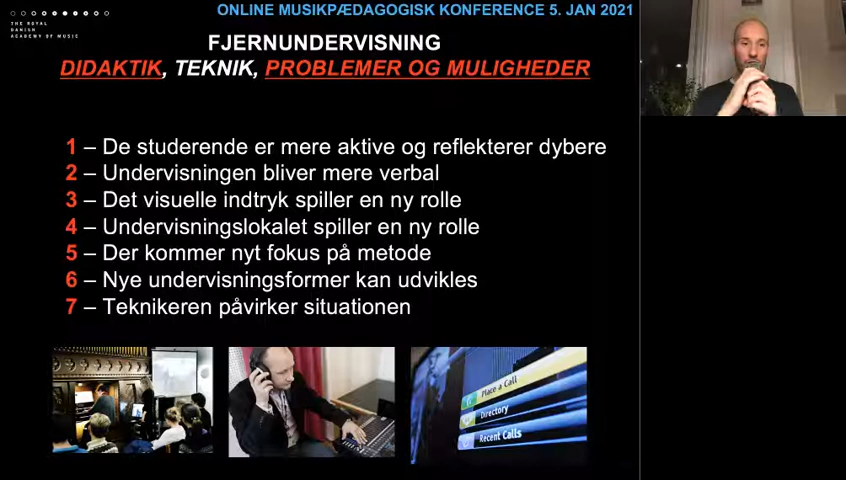 ONLINE MUSIKPÆDAGOGISK KONFERENCE 5. JAN 2021
THE ROYAL
DANISH
ACADEMY OF MUSIC
FJERNUNDERVISNING
DIDAKTIK, TEKNIK, PROBLEMER OG MULIGHEDER
1 – De studerende er mere aktive og reflekterer dybere
2 – Undervisningen bliver mere verbal
3 – Det visuelle indtryk spiller en ny rolle
4 – Undervisningslokalet spiller en ny rolle
5 – Der kommer nyt fokus på metode
6 – Nye undervisningsformer kan udvikles
7 – Teknikeren påvirker situationen
Place a Call
Directory
Recent Calls